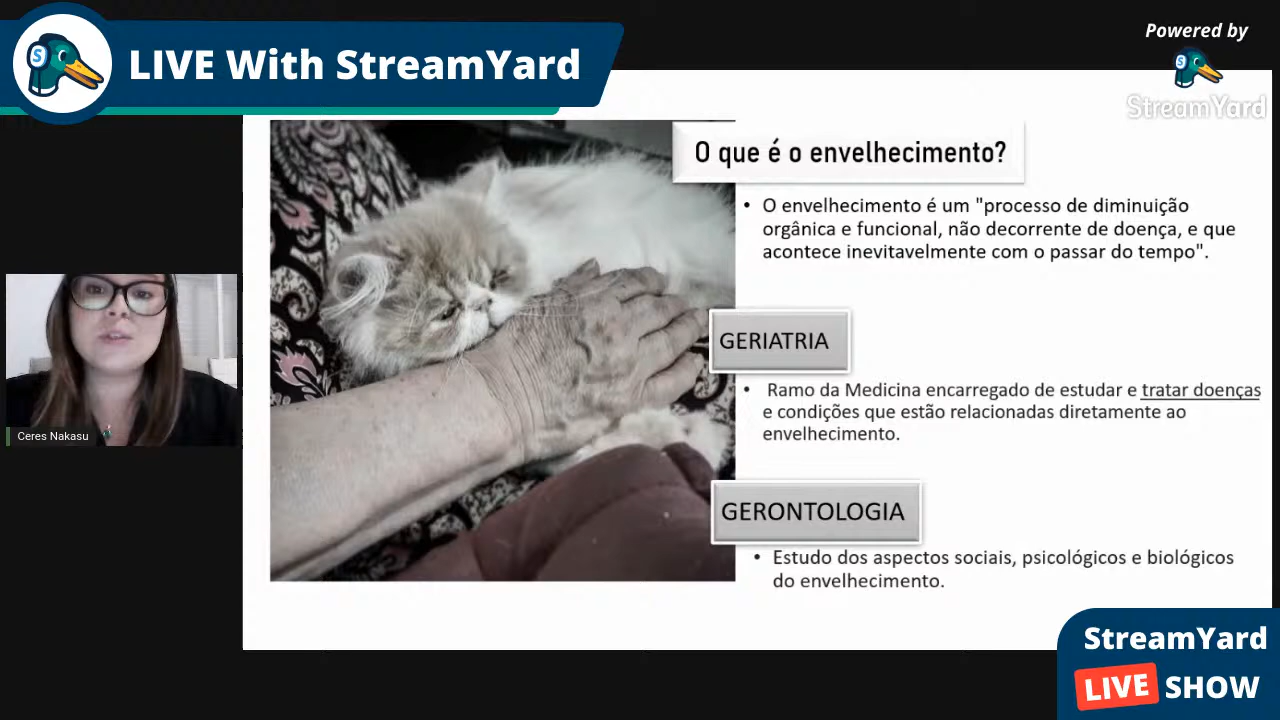 LIVE With StreamYard
Powered by
StreamYard
O que é o envelhecimento?
• O envelhecimento é um "processo de diminuição
orgânica e funcional, não decorrente de doença, e que
acontece inevitavelmente com o passar do tempo".
GERIATRIA
• Ramo da Medicina encarregado de estudar e tratar doenças
e condições que estão relacionadas diretamente ao
envelhecimento.
GERONTOLOGIA
• Estudo dos aspectos sociais, psicológicos e biológicos
do envelhecimento.
Ceres Nakasu
StreamYard
LIVE SHOW